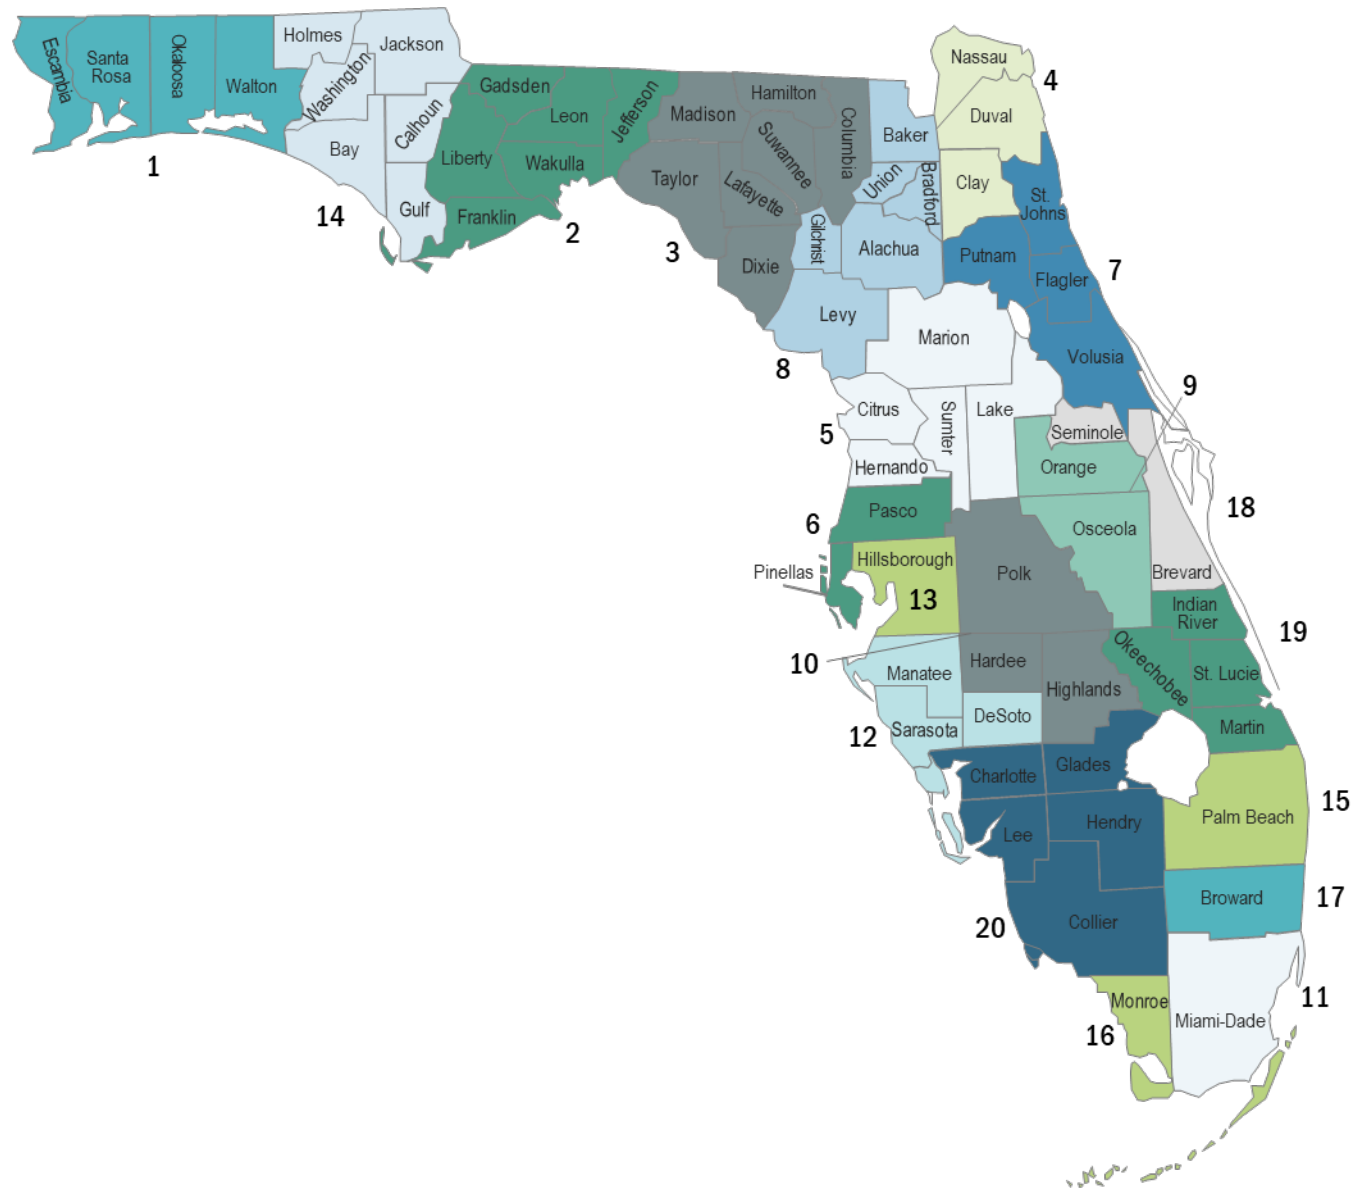 Escambia
Santa
Rosa
Okaloosa
Walton
Holmes
Jackson
Washington
Bay
Calhoun
Gulf
1
14
Gadsden
Leon
Jefferson
Liberty
Wakulla
Franklin
2
Madison
Hamilton
Columbia
Suwannee
Taylor
Lafayette
Dixie
3
Nassau
4
Duval
Clay
Baker
Union
Bradford
Gilchrist
Alachua
Levy
8
St.
Johns
Putnam
Flagler
7
Volusia
Marion
Citrus
Sumter
Lake
5
Hernando
9
Seminole
Orange
Osceola
18
Brevard
Pasco
6
Pinellas
Hillsborough
13
Polk
10
Hardee
Highlands
Indian
River
19
Okeechobee
St. Lucie
Martin
Manatee
DeSoto
Sarasota
12
Charlotte
Glades
Lee
Hendry
Collier
20
Palm Beach
15
Broward
17
Miami-Dade
11
Monroe
16